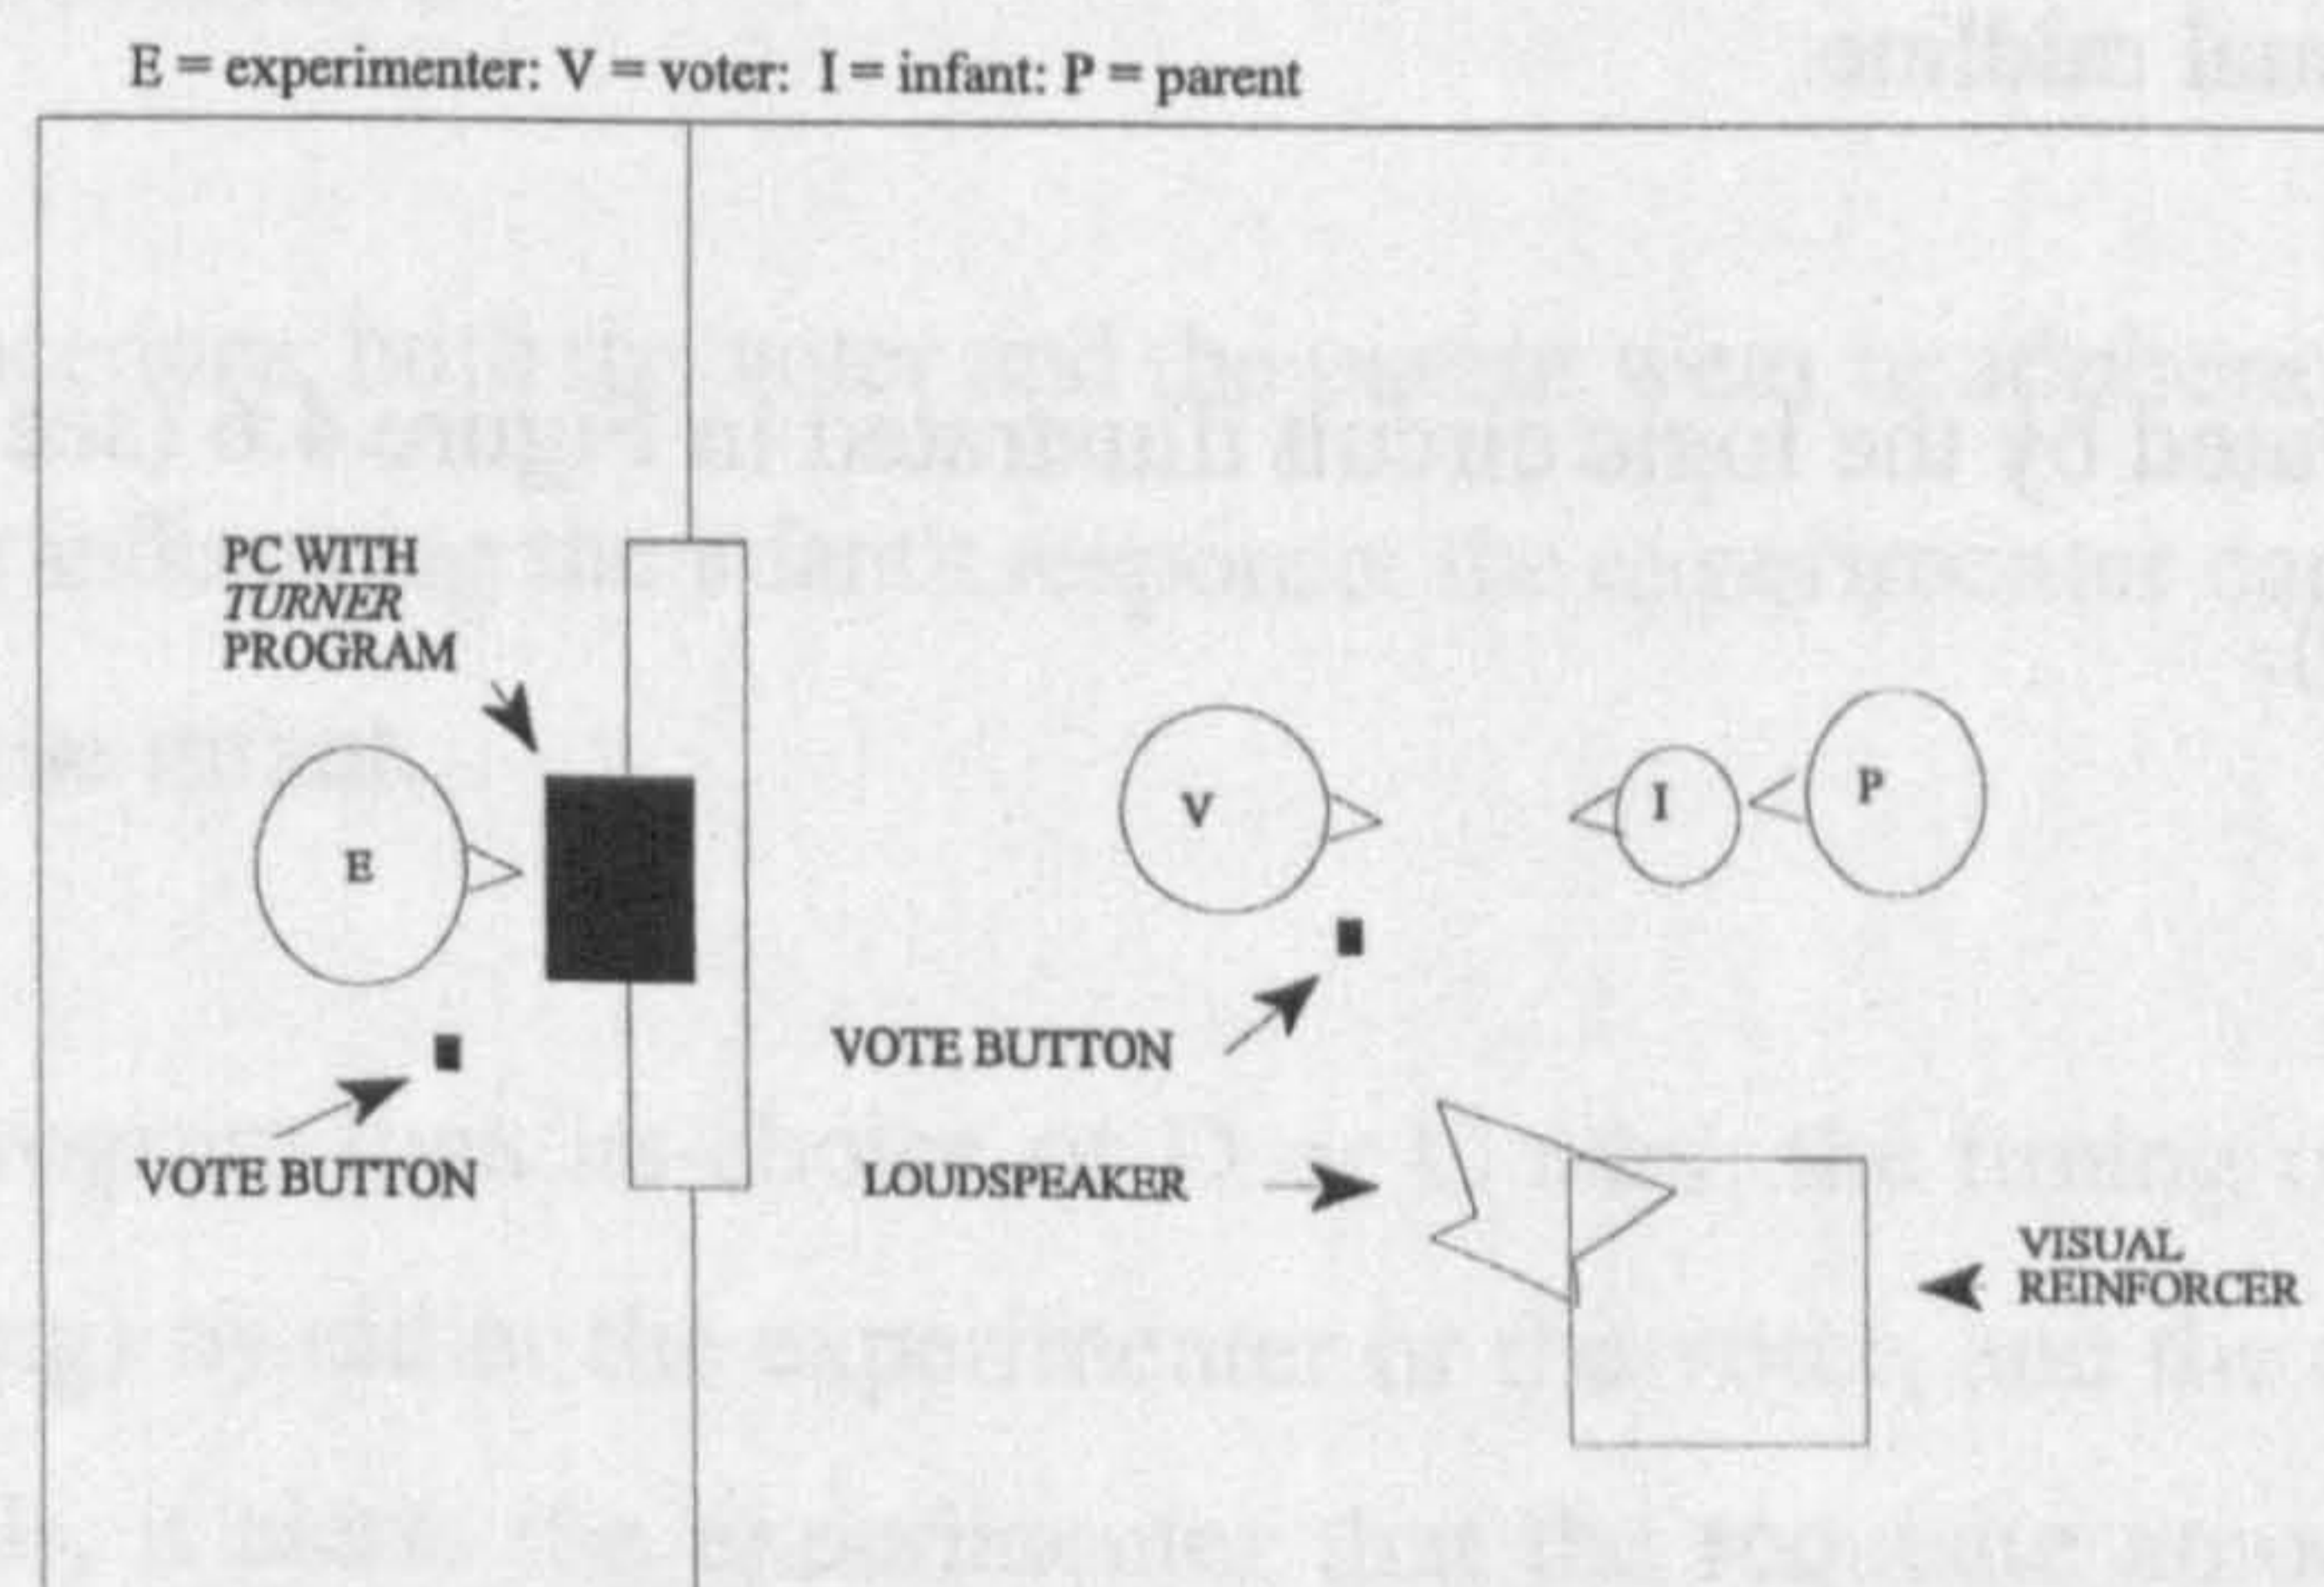 E = experimenter: V = voter: I = infant: P = parent
PC WITH
TURNER
PROGRAM
E
V
I
P
VOTE BUTTON
VOTE BUTTON
LOUDSPEAKER
VISUAL
REINFORCER